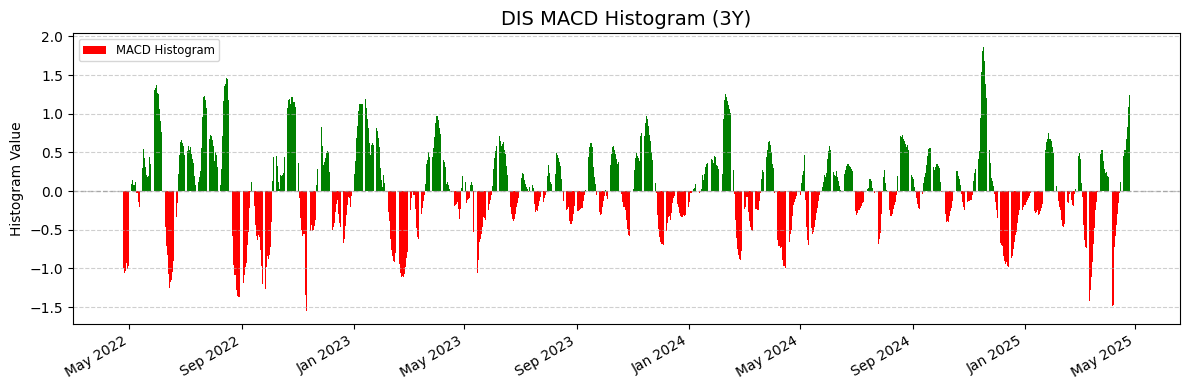 DIS MACD Histogram (3Y)
MACD Histogram
Histogram Value
2.0
1.5
1.0
0.5
0.0
−0.5
−1.0
−1.5
May 2022
Sep 2022
Jan 2023
May 2023
Sep 2023
Jan 2024
May 2024
Sep 2024
Jan 2025
May 2025